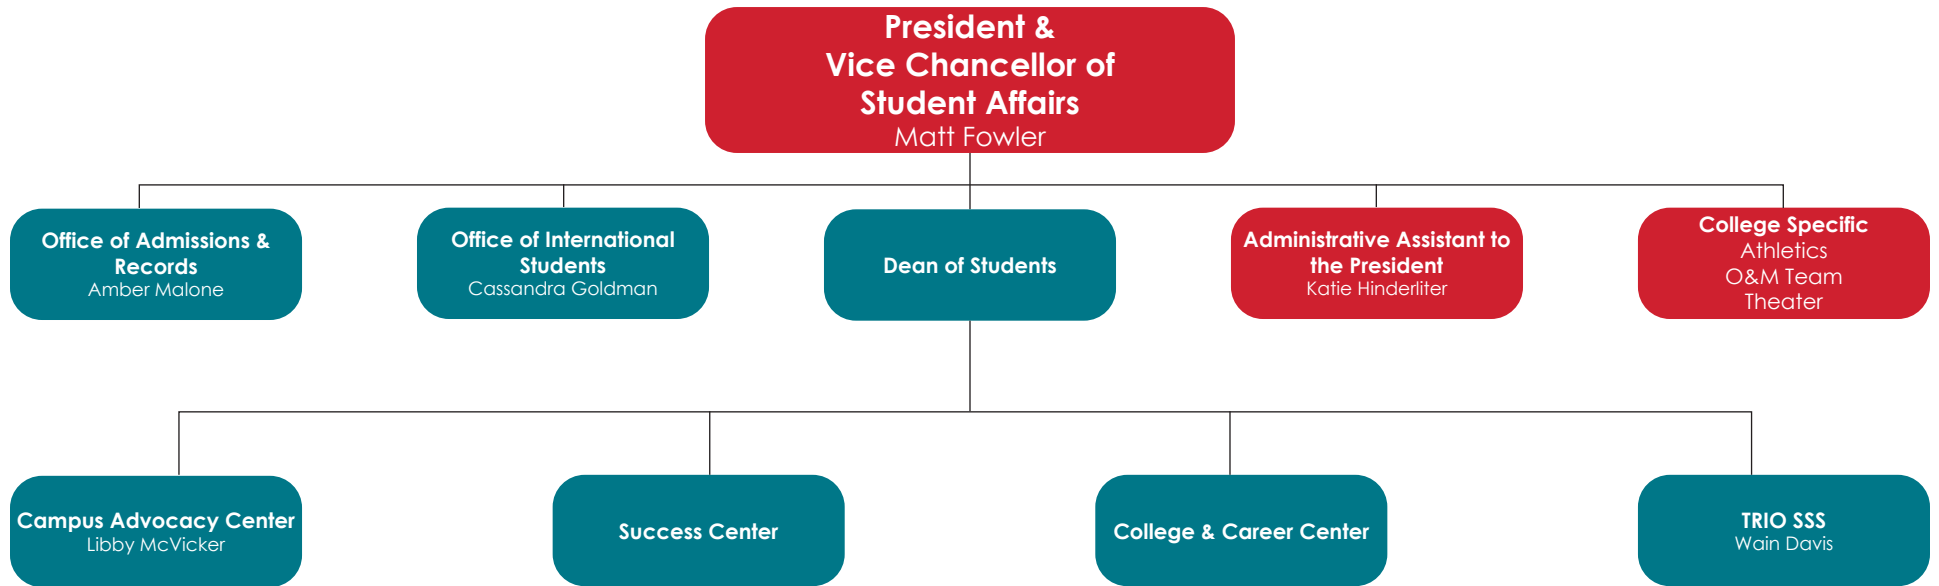 President &
Vice Chancellor of
Student Affairs
Matt Fowler
Office of Admissions &
Records
Amber Malone
Office of International
Students
Cassandra Goldman
Dean of Students
Administrative Assistant to
the President
Katie Hinderliter
College Specific
Athletics
O&M Team
Theater
Campus Advocacy Center
Libby McVicker
Success Center
College & Career Center
TRIO SSS
Wain Davis